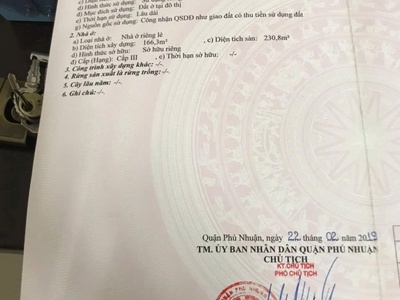 d) Mục đích sử dụng: Đất ở tại đô thị
e) Thời hạn sử dụng: Lâu dài
g) Nguồn gốc sử dụng: Công nhận QSDĐ như giao đất có thu tiền sử dụng đất
2. Nhà ở:
a) Loại nhà ở: Nhà ở riêng lẻ
b) Diện tích xây dựng: 166,3m² , c) Diện tích sàn: 230,8m²
d) Hình thức sở hữu: Sở hữu riêng
đ) Cấp (Hạng): Cấp III , e) Thời hạn sở hữu: -/-
3. Công trình xây dựng khác: -/-
4. Rừng sản xuất là rừng trồng: -/-
5. Cây lâu năm: -/-
6. Ghi chú: -/-
Quận Phú Nhuận, ngày 22 tháng 02 năm 2019
TM. ỦY BAN NHÂN DÂN QUẬN PHÚ NHUẬN
CHỦ TỊCH
KT.CHỦ TỊCH
PHÓ CHỦ TỊCH